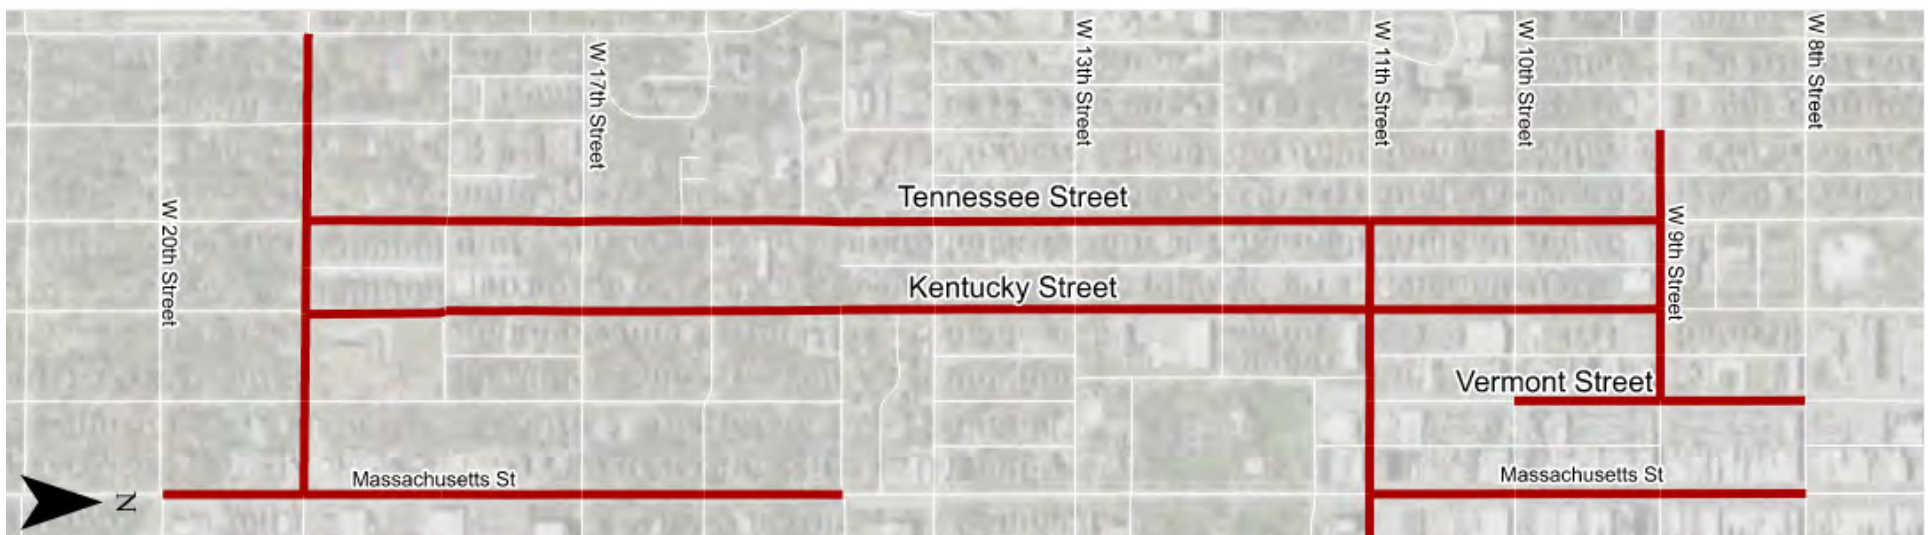 W 20th Street
W 17th Street
W 13th Street
W 11th Street
W 10th Street
W 9th Street
W 8th Street
Tennessee Street
Kentucky Street
Vermont Street
Massachusetts St
Massachusetts St
N